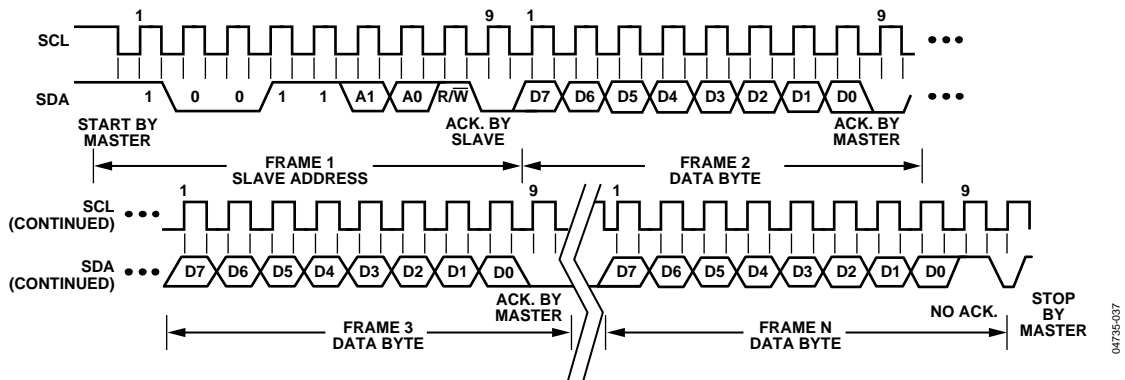 1 9 1 9
SCL
SDA 1 0 0 1 1 A1 A0 R/W̅ D7 D6 D5 D4 D3 D2 D1 D0
START BY MASTER
ACK. BY SLAVE
ACK. BY MASTER
FRAME 1
SLAVE ADDRESS
FRAME 2
DATA BYTE
1 9 1 9
SCL
(CONTINUED)
SDA
(CONTINUED)
D7 D6 D5 D4 D3 D2 D1 D0 D7 D6 D5 D4 D3 D2 D1 D0
ACK. BY
MASTER
NO ACK.
STOP
BY
MASTER
FRAME 3
DATA BYTE
FRAME N
DATA BYTE
04735-037